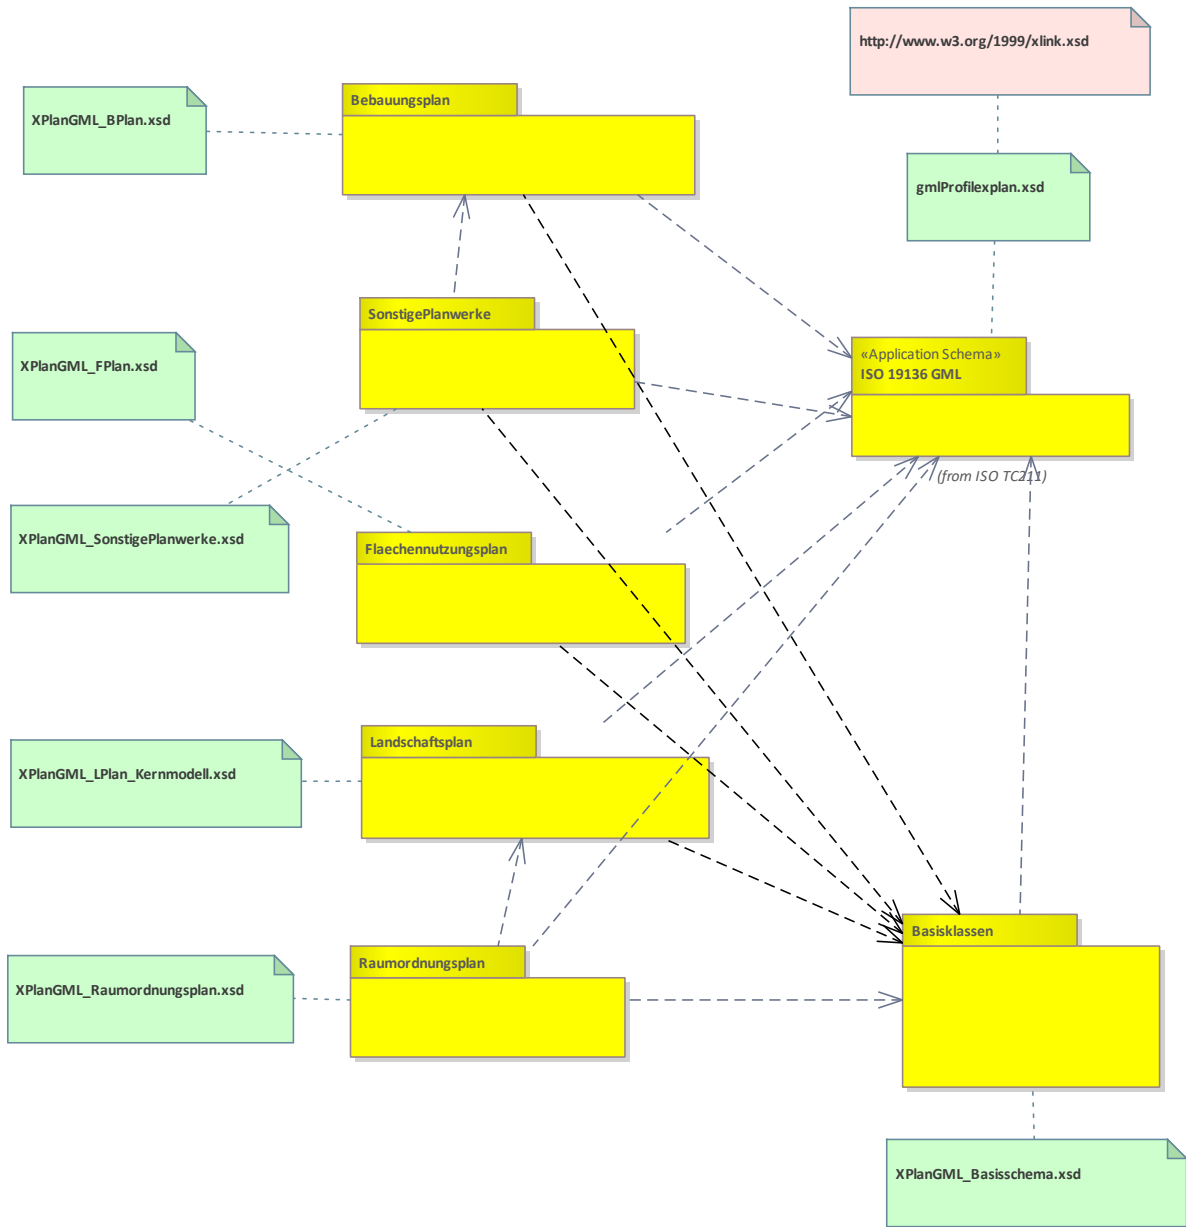 http://www.w3.org/1999/xlink.xsd
Bebauungsplan
XPlanGML_BPlan.xsd
gmlProfilexplan.xsd
SonstigePlanwerke
«Application Schema»
ISO 19136 GML
XPlanGML_FPlan.xsd
(from ISO TC211)
XPlanGML_SonstigePlanwerke.xsd
Flaechennutzungsplan
Landschaftsplan
XPlanGML_LPlan_Kernmodell.xsd
Basisklassen
Raumordnungsplan
XPlanGML_Raumordnungsplan.xsd
XPlanGML_Basisschema.xsd